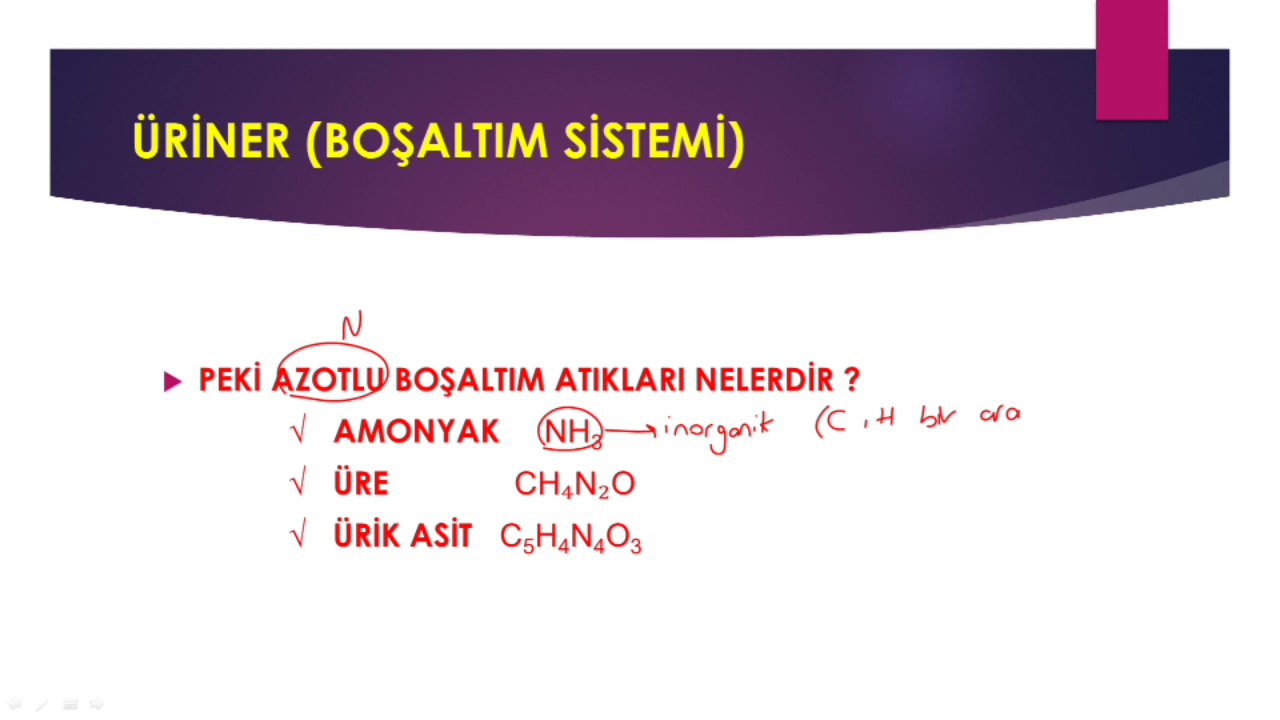 ÜRİNER (BOŞALTIM SİSTEMİ)
N
PEKİ AZOTLU BOŞALTIM ATIKLARI NELERDİR ?
√ AMONYAK NH₃ → inorganik (C, H bir ara
√ ÜRE CH₄N₂O
√ ÜRİK ASİT C₅H₄N₄O₃